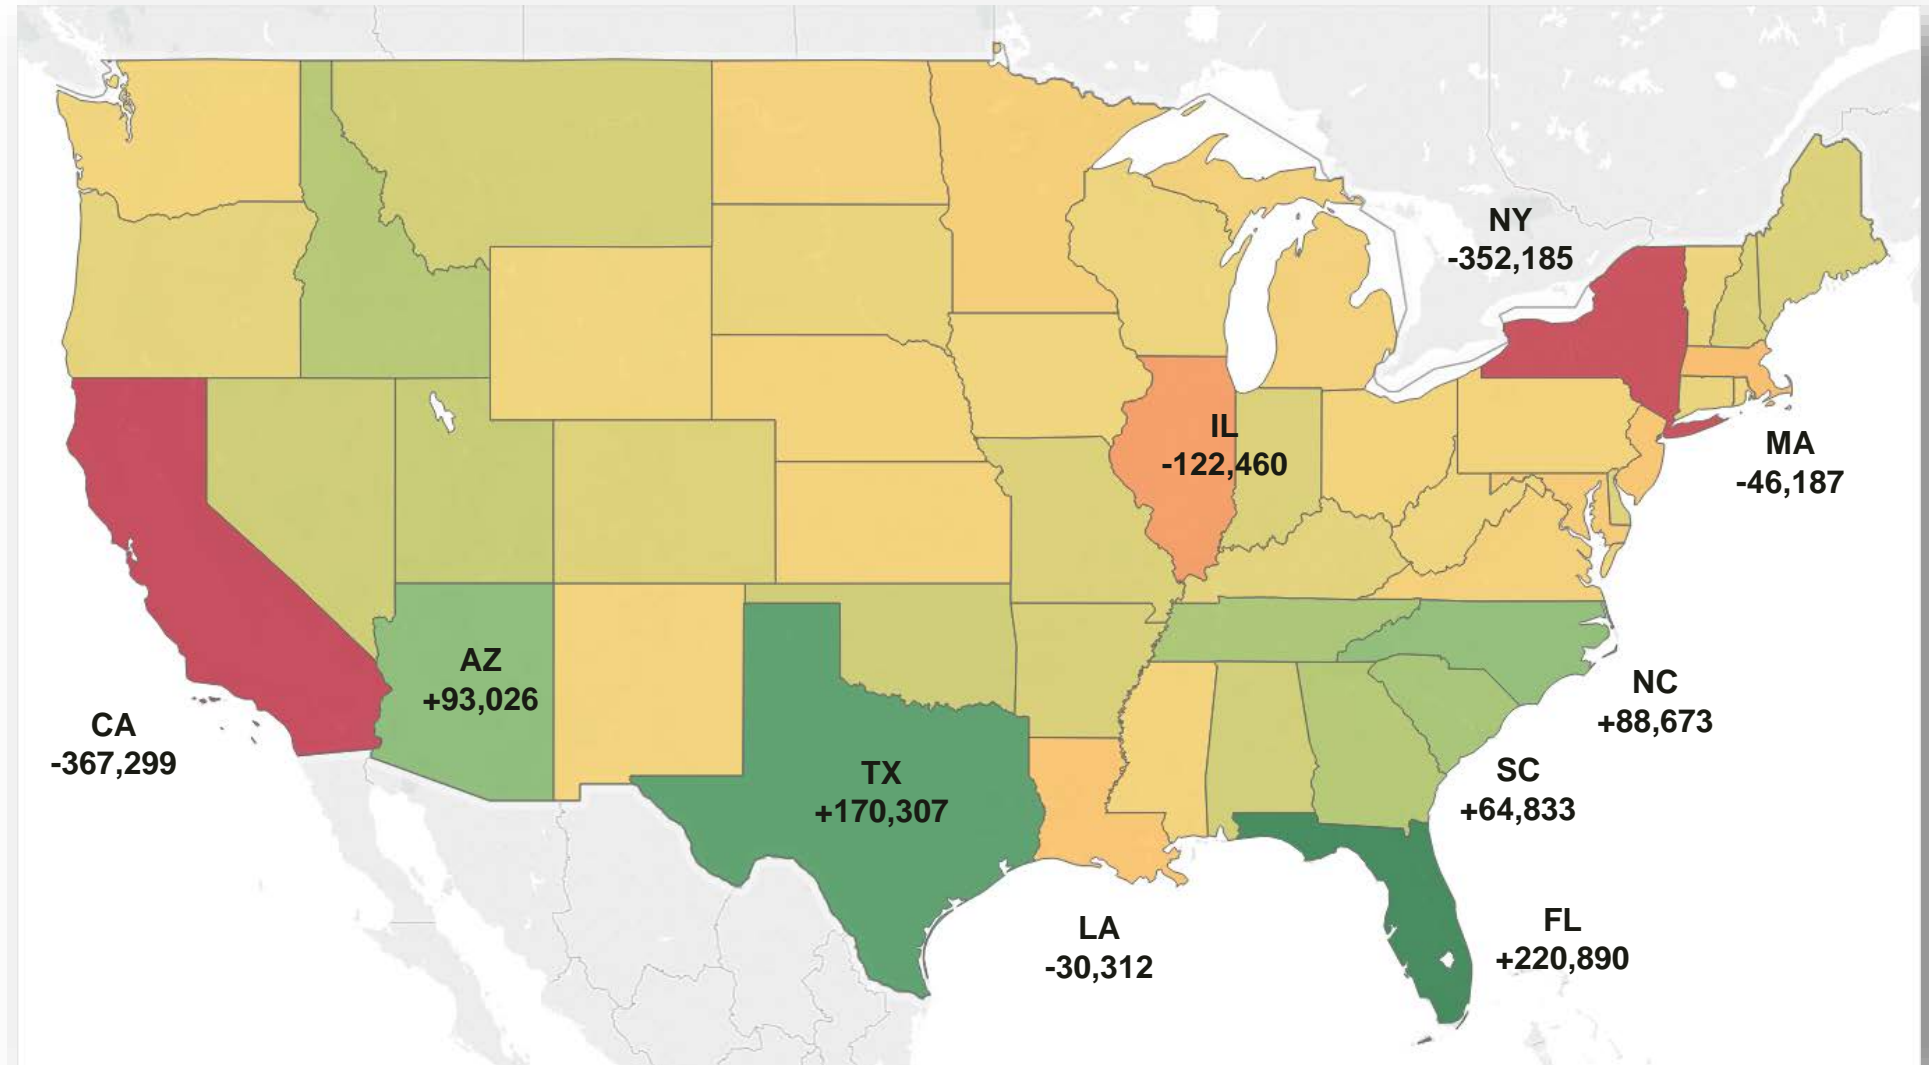 NY
-352,185
IL
-122,460
MA
-46,187
AZ
+93,026
NC
+88,673
CA
-367,299
TX
+170,307
SC
+64,833
LA
-30,312
FL
+220,890